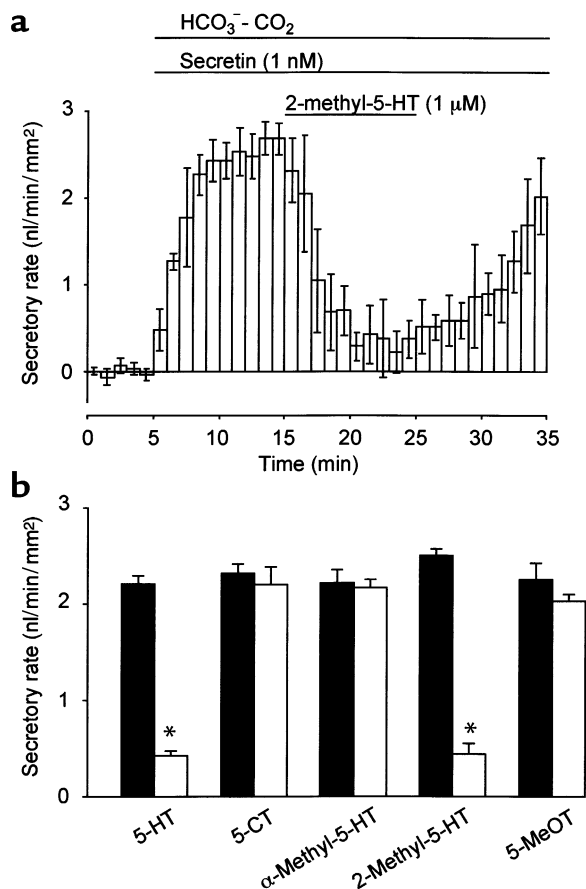 a
HCO₃⁻- CO₂
Secretin (1 nM)
2-methyl-5-HT (1 μM)
Secretory rate (nl/min/mm²)
3
2
1
0
0 5 10 15 20 25 30 35
Time (min)
b
Secretory rate (nl/min/mm²)
3
2
1
0
*
*
5-HT
5-CT
α-Methyl-5-HT
2-Methyl-5-HT
5-MeOT